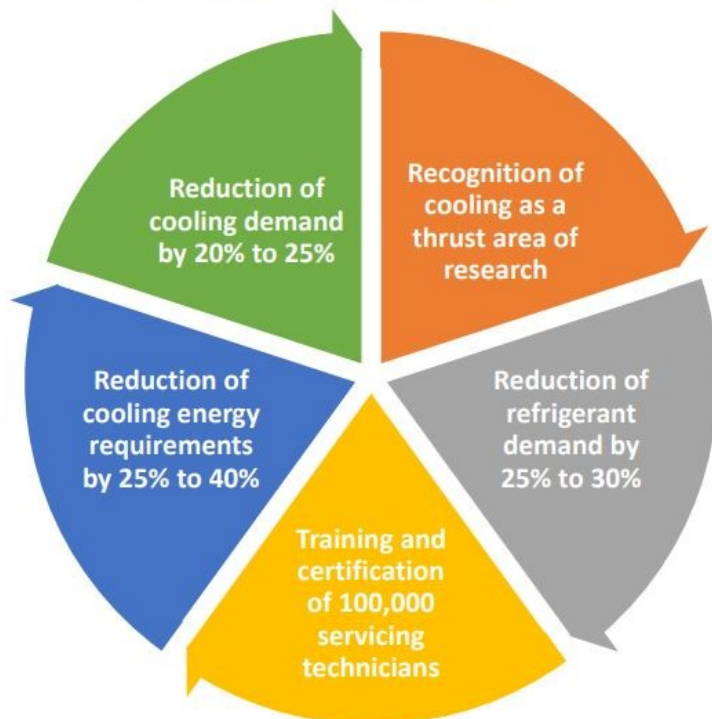 Reduction of
cooling demand
by 20% to 25%
Recognition of
cooling as a
thrust area of
research
Reduction of
refrigerant
demand by
25% to 30%
Training and
certification
of 100,000
servicing
technicians
Reduction of
cooling energy
requirements
by 25% to 40%